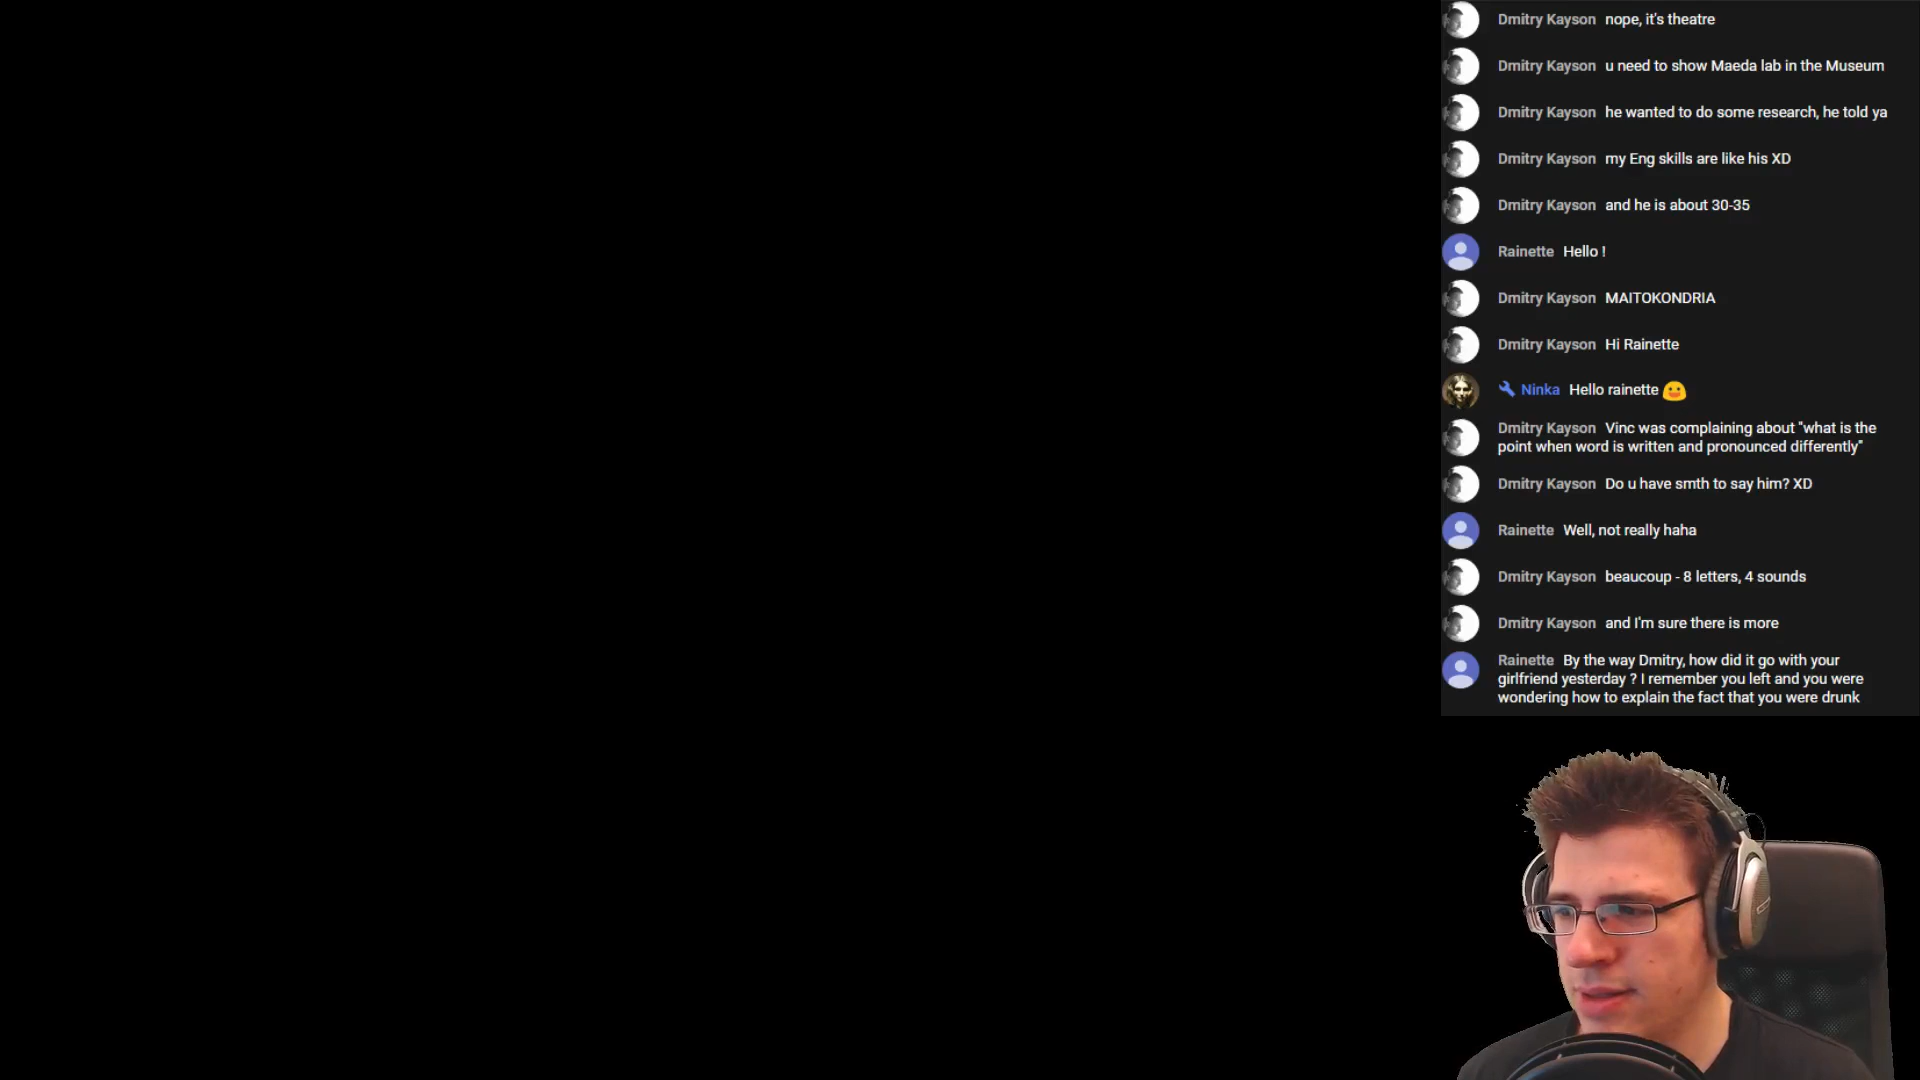 Dmitry Kayson nope, it's theatre
Dmitry Kayson u need to show Maeda lab in the Museum
Dmitry Kayson he wanted to do some research, he told ya
Dmitry Kayson my Eng skills are like his XD
Dmitry Kayson and he is about 30-35
Rainette Hello !
Dmitry Kayson MAITOKONDRIA
Dmitry Kayson Hi Rainette
Ninka Hello rainette
Dmitry Kayson Vinc was complaining about "what is the
point when word is written and pronounced differently"
Dmitry Kayson Do u have smth to say him? XD
Rainette Well, not really haha
Dmitry Kayson beaucoup - 8 letters, 4 sounds
Dmitry Kayson and I'm sure there is more
Rainette By the way Dmitry, how did it go with your
girlfriend yesterday ? I remember you left and you were
wondering how to explain the fact that you were drunk